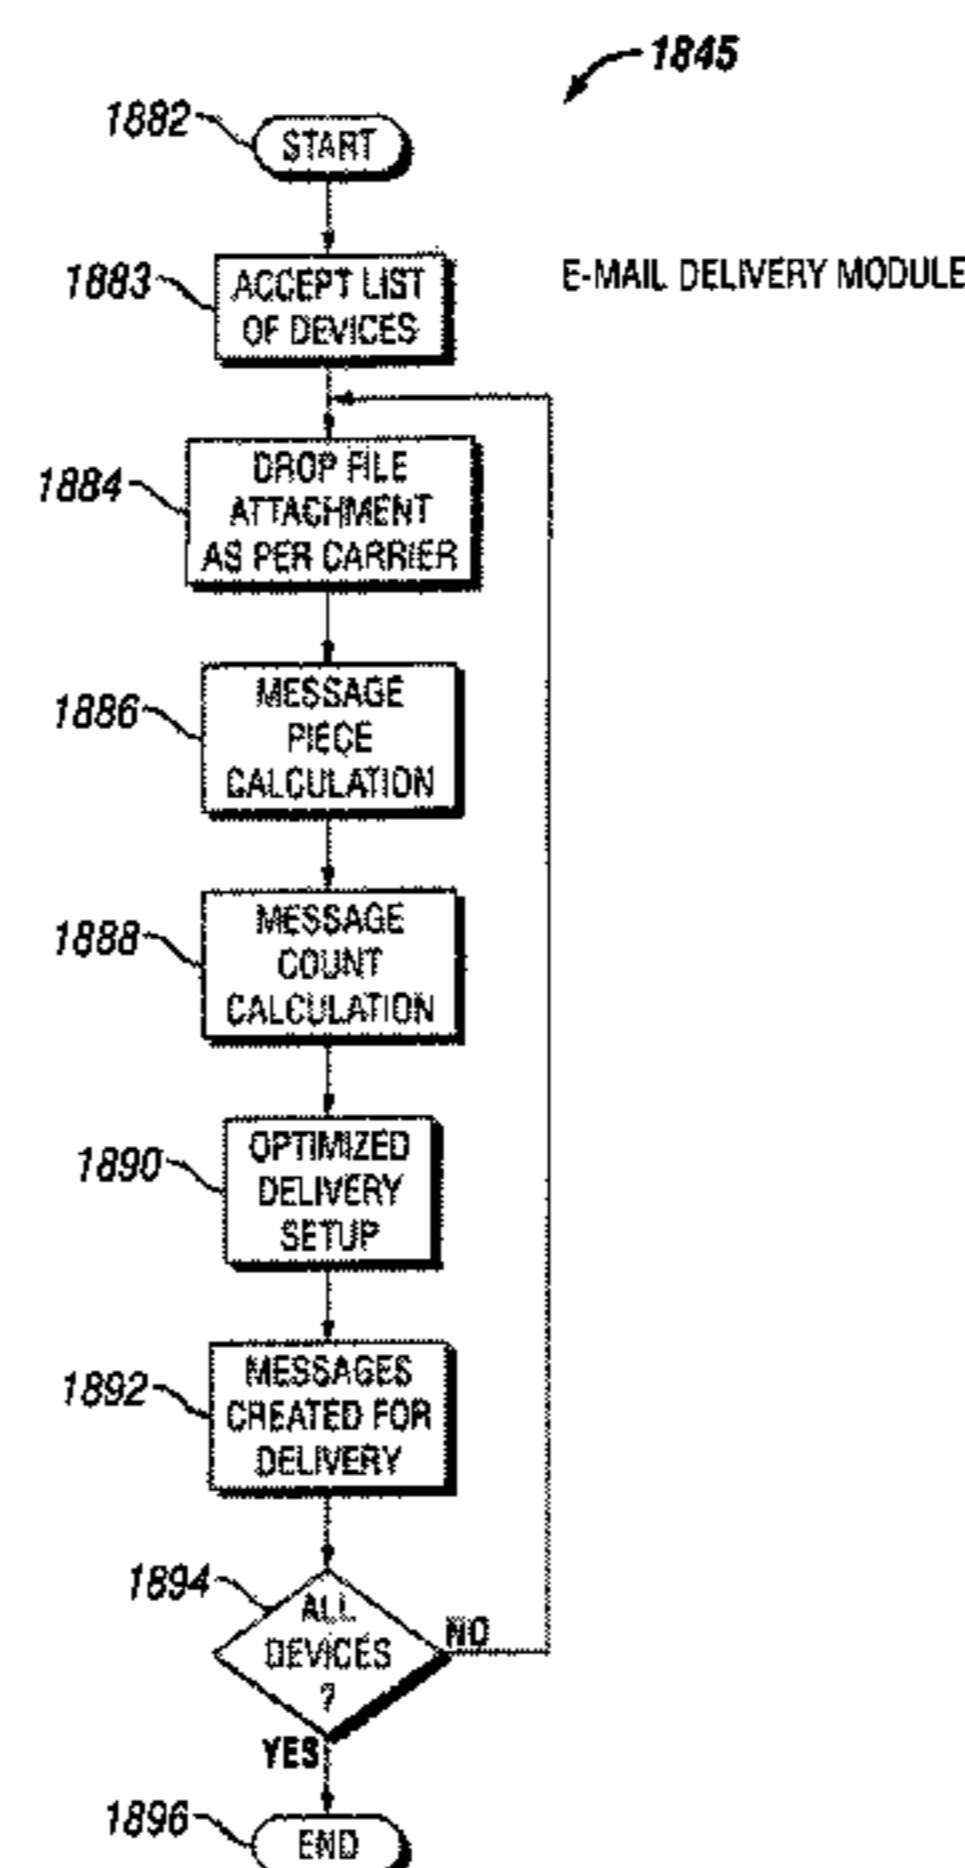 1845
1882
START
1883
ACCEPT LIST
OF DEVICES
E-MAIL DELIVERY MODULE
1884
DROP FILE
ATTACHMENT
AS PER CARRIER
1886
MESSAGE
PIECE
CALCULATION
1888
MESSAGE
COUNT
CALCULATION
1890
OPTIMIZED
DELIVERY
SETUP
1892
MESSAGES
CREATED FOR
DELIVERY
1894
ALL
DEVICES
?
NO
YES
1896
END